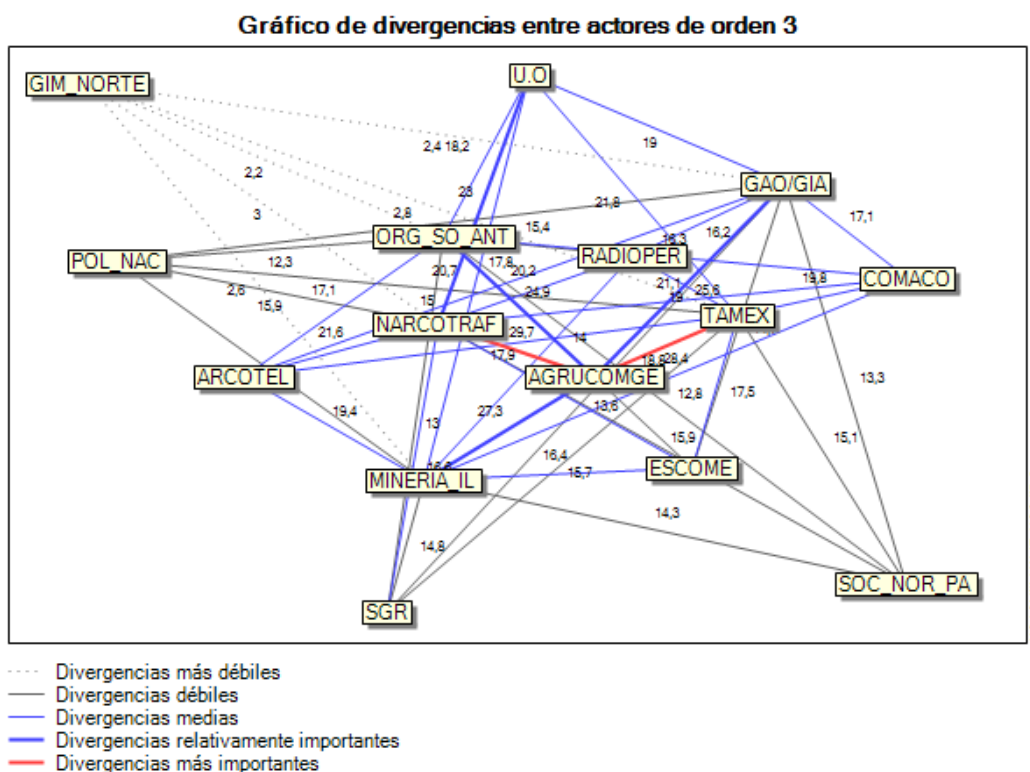 Gráfico de divergencias entre actores de orden 3
GIM_NORTE
U.O
2,4 18,2
19
2,2
GAO/GIA
23
21,8
3
2,8
15,4
16,2
17,1
ORG_SO_ANT
16,3
POL_NAC
RADIOPER
12,3
17,8
20,7
20,2
21,1
19,8
COMACO
2,6
17,1
24,9
25,6
15,9
15
19
TAMEX
NARCOTRAF
21,6
29,7
14
17,9
28,4
ARCOTEL
AGRUCOMGE
13,3
12,8
17,5
19,4
27,3
13,6
13
15,9
15,1
16,4
ESCOME
15,7
MINERIA_IL
14,3
14,8
SOC_NOR_PA
SGR
Divergencias más débiles
Divergencias débiles
Divergencias medias
Divergencias relativamente importantes
Divergencias más importantes